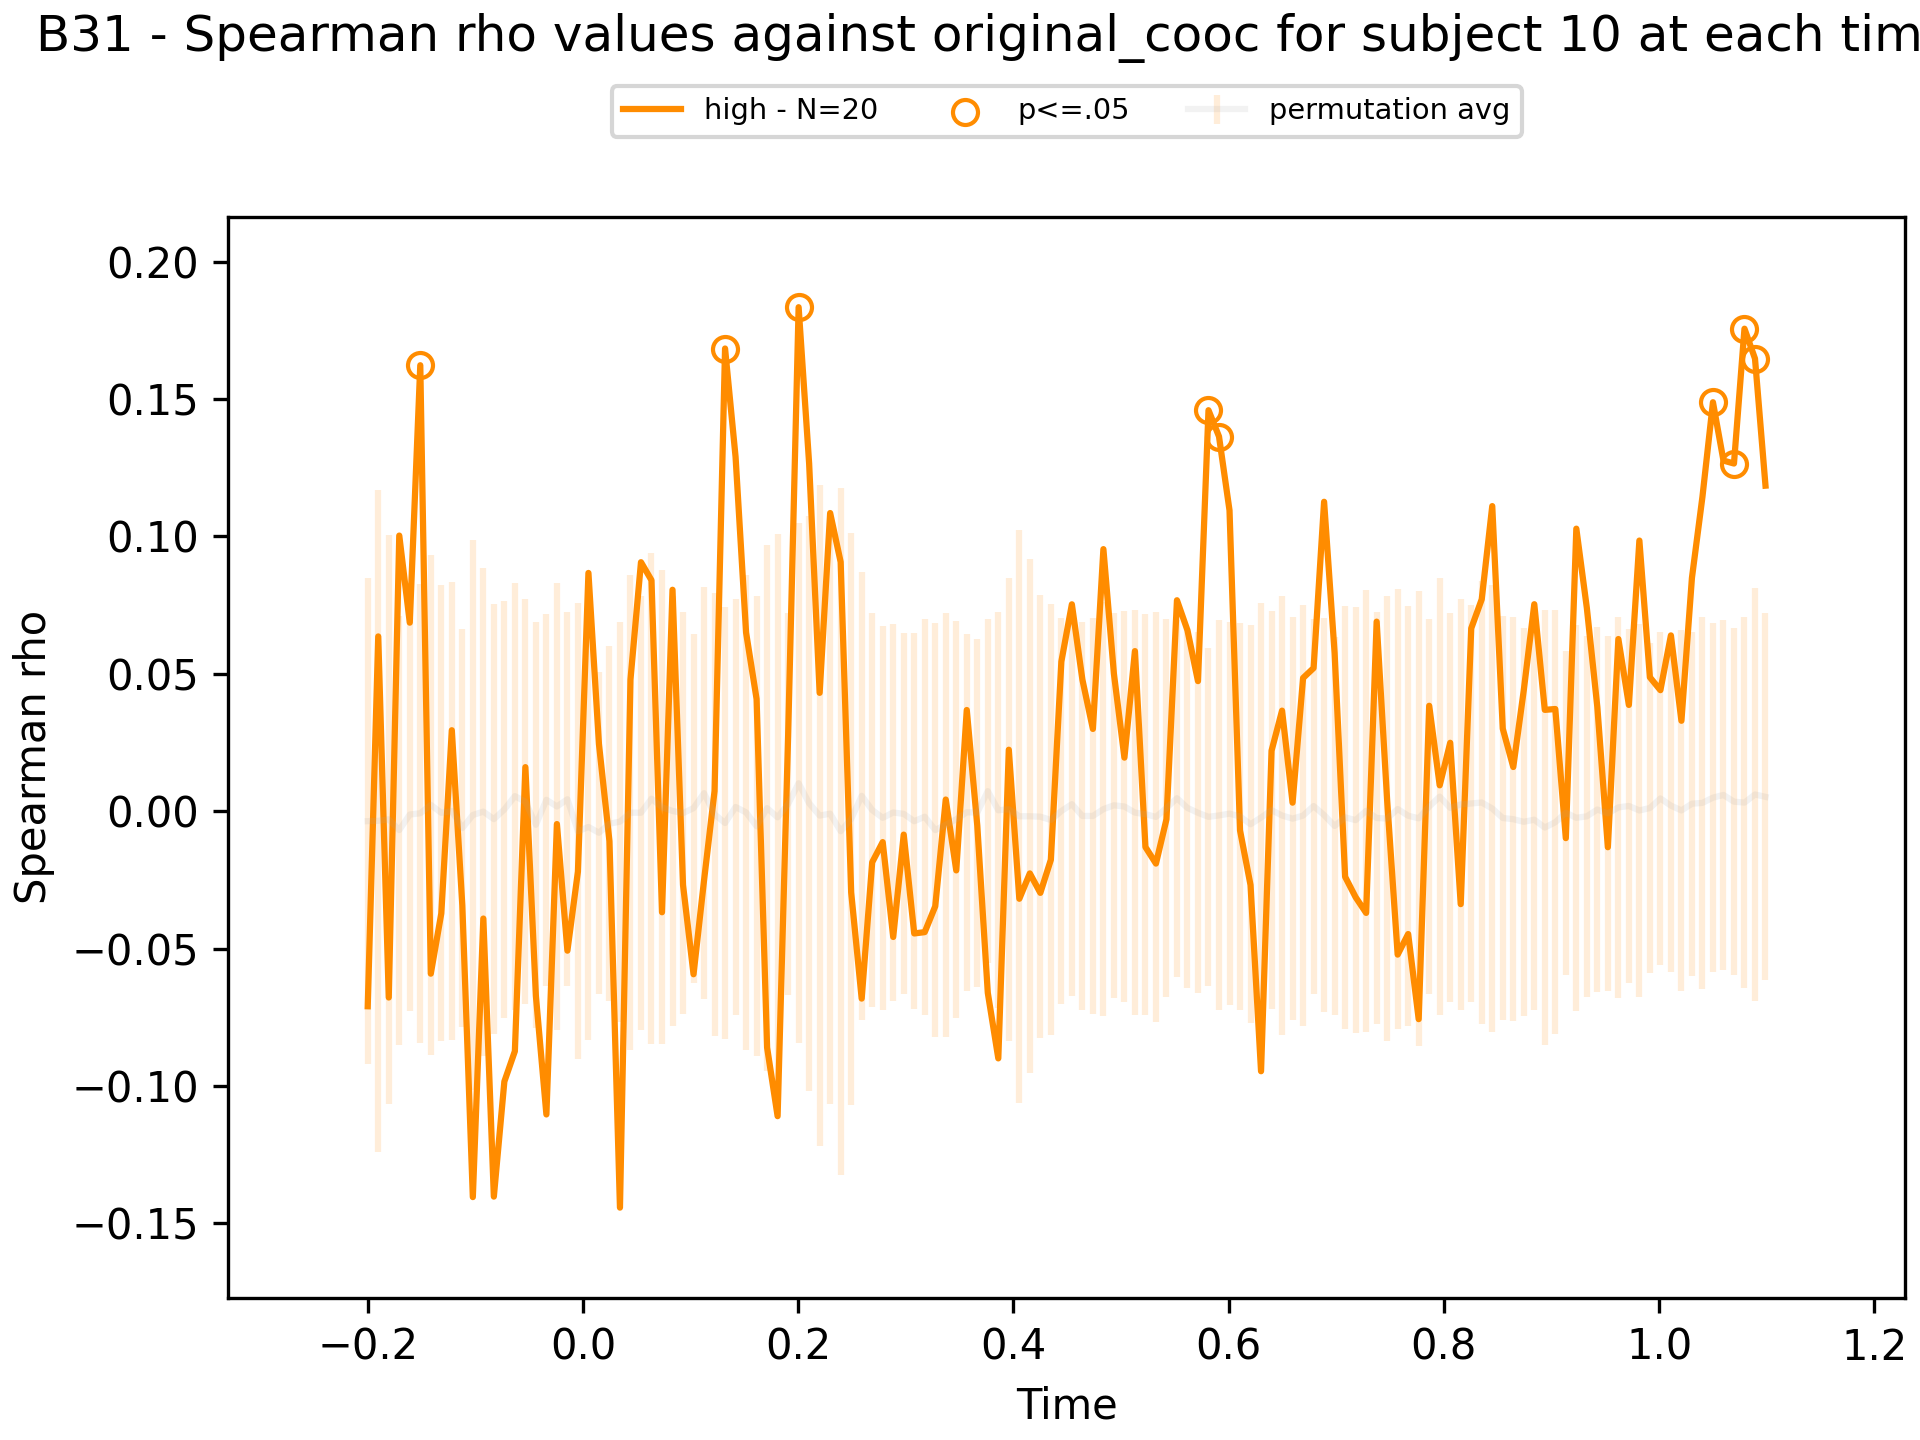 B31 - Spearman rho values against original_cooc for subject 10 at each tim
high - N=20 p<=.05 permutation avg
0.20
0.15
0.10
0.05
0.00
−0.05
−0.10
−0.15
Spearman rho
−0.2 0.0 0.2 0.4 0.6 0.8 1.0 1.2
Time